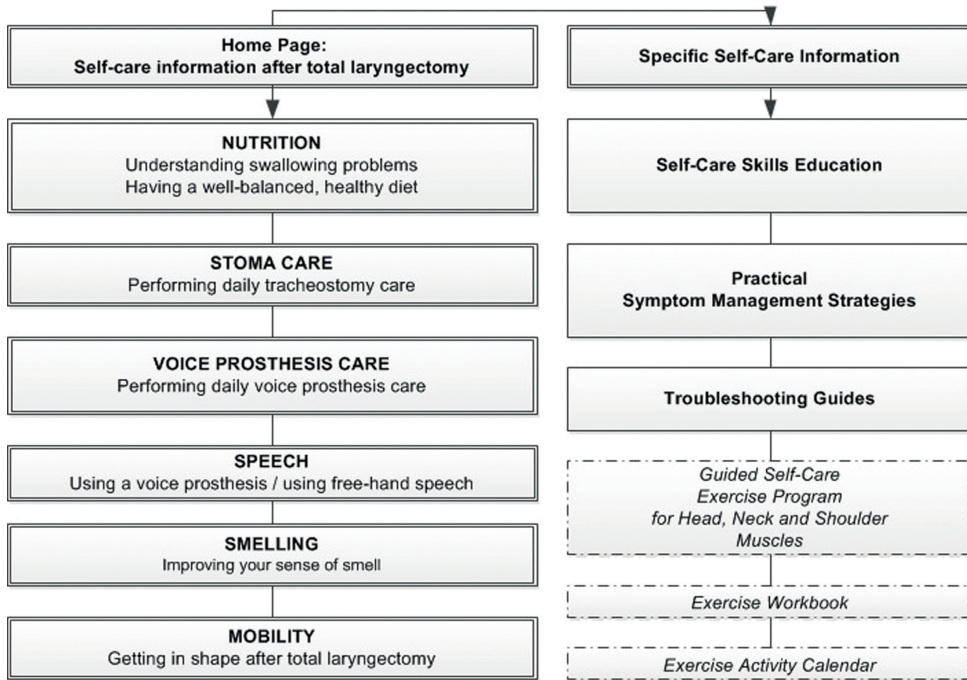 Home Page:
Self-care information after total laryngectomy
NUTRITION
Understanding swallowing problems
Having a well-balanced, healthy diet
STOMA CARE
Performing daily tracheostomy care
VOICE PROSTHESIS CARE
Performing daily voice prosthesis care
SPEECH
Using a voice prosthesis / using free-hand speech
SMELLING
Improving your sense of smell
MOBILITY
Getting in shape after total laryngectomy
Specific Self-Care Information
Self-Care Skills Education
Practical
Symptom Management Strategies
Troubleshooting Guides
Guided Self-Care
Exercise Program
for Head, Neck and Shoulder
Muscles
Exercise Workbook
Exercise Activity Calendar